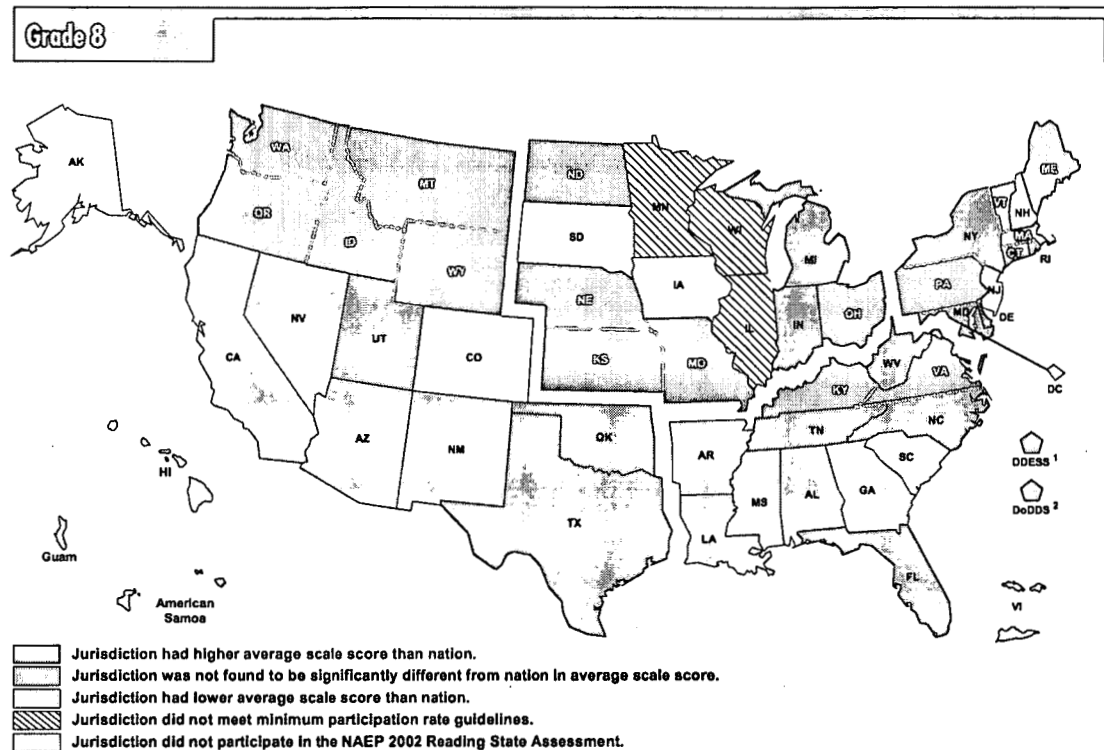 Grade 8
AK
WA
MT
ND
MN
ME
OR
ID
SD
WI
VT
NH
NY
MA
CT
RI
WY
MI
IA
PA
NJ
NE
OH
MD
DE
NV
IL
IN
UT
CA
CO
KS
MO
WV
VA
DC
KY
NC
TN
AZ
NM
OK
AR
SC
DDESS 1
HI
MS
AL
GA
DoDDS 2
TX
LA
Guam
FL
American
Samoa
VI
Jurisdiction had higher average scale score than nation.
Jurisdiction was not found to be significantly different from nation in average scale score.
Jurisdiction had lower average scale score than nation.
Jurisdiction did not meet minimum participation rate guidelines.
Jurisdiction did not participate in the NAEP 2002 Reading State Assessment.